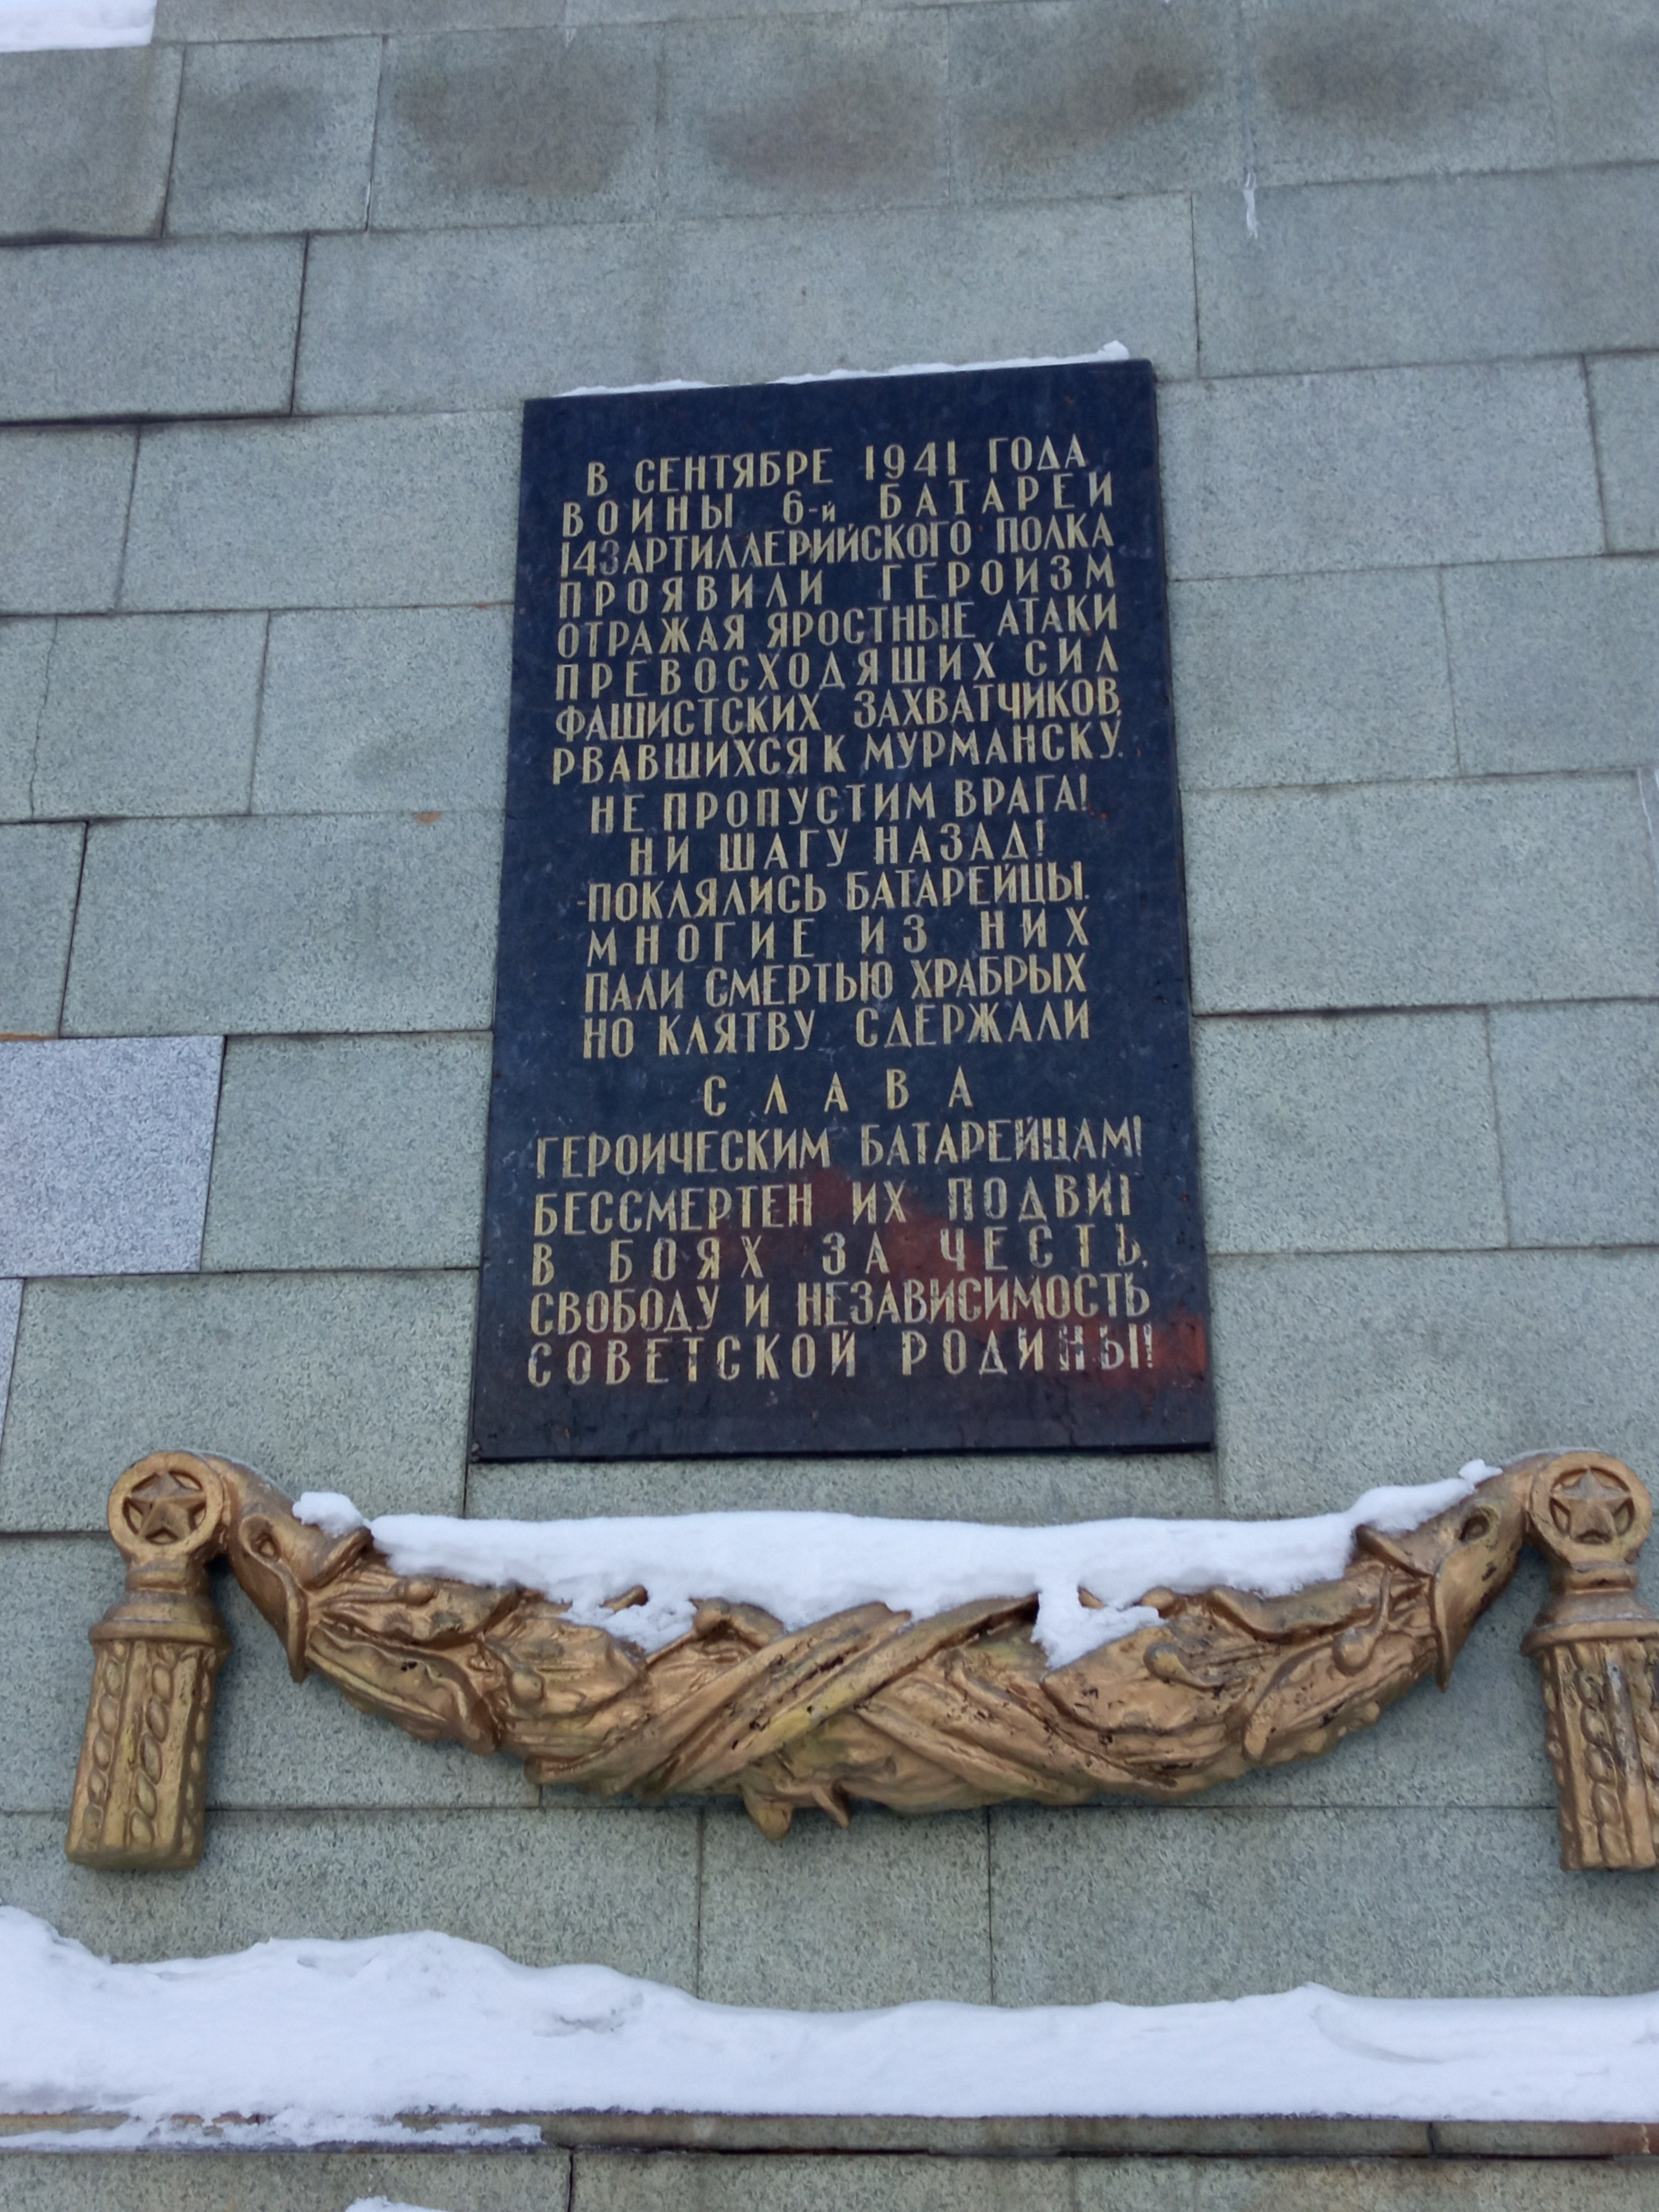 В СЕНТЯБРЕ 1941 ГОДА
ВОИНЫ 6-й БАТАРЕИ
143 АРТИЛЛЕРИЙСКОГО ПОЛКА
ПРОЯВИЛИ ГЕРОИЗМ
ОТРАЖАЯ ЯРОСТНЫЕ АТАКИ
ПРЕВОСХОДЯЩИХ СИЛ
ФАШИСТСКИХ ЗАХВАТЧИКОВ,
РВАВШИХСЯ К МУРМАНСКУ.
НЕ ПРОПУСТИМ ВРАГА!
НИ ШАГУ НАЗАД!
-ПОКЛЯЛИСЬ БАТАРЕЙЦЫ.
МНОГИЕ ИЗ НИХ
ПАЛИ СМЕРТЬЮ ХРАБРЫХ
НО КЛЯТВУ СДЕРЖАЛИ
СЛАВА
ГЕРОИЧЕСКИМ БАТАРЕЙЦАМ!
БЕССМЕРТЕН ИХ ПОДВИГ
В БОЯХ ЗА ЧЕСТЬ,
СВОБОДУ И НЕЗАВИСИМОСТЬ
СОВЕТСКОЙ РОДИНЫ!